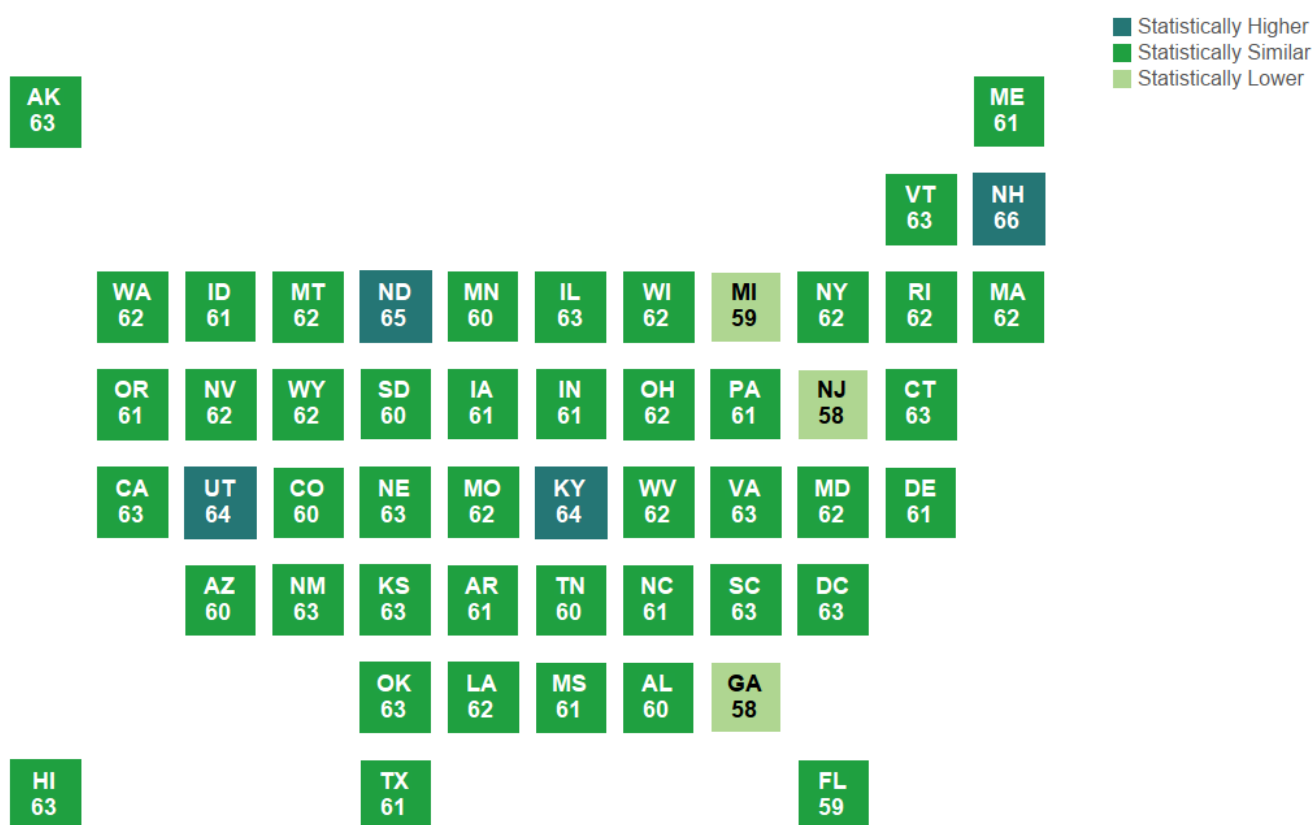 Statistically Higher
Statistically Similar
Statistically Lower
AK
63
ME
61
VT
63
NH
66
WA
62
ID
61
MT
62
ND
65
MN
60
IL
63
WI
62
MI
59
NY
62
RI
62
MA
62
OR
61
NV
62
WY
62
SD
60
IA
61
IN
61
OH
62
PA
61
NJ
58
CT
63
CA
63
UT
64
CO
60
NE
63
MO
62
KY
64
WV
62
VA
63
MD
62
DE
61
AZ
60
NM
63
KS
63
AR
61
TN
60
NC
61
SC
63
DC
63
OK
63
LA
62
MS
61
AL
60
GA
58
HI
63
TX
61
FL
59